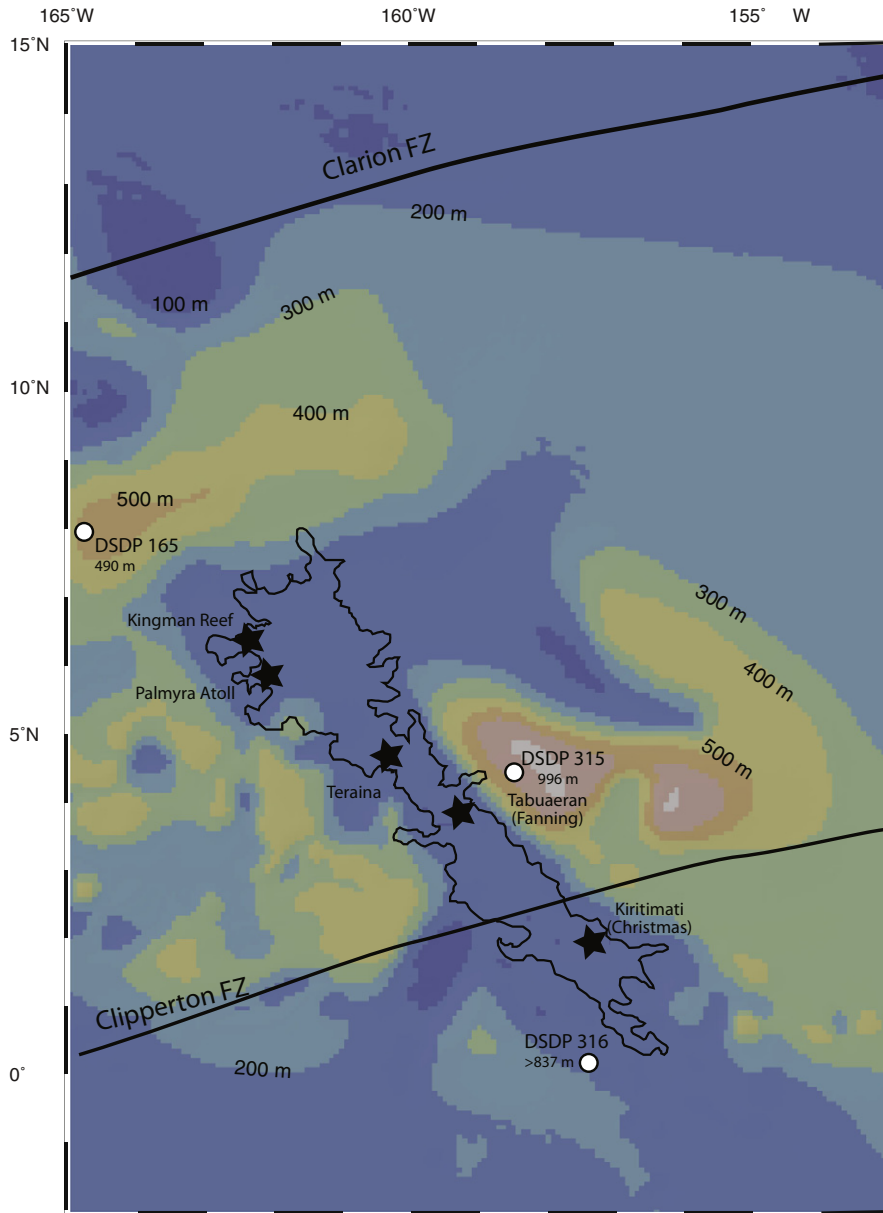 165˚W 160˚W 155˚ W
15˚N
Clarion FZ
200 m
100 m
300 m
10˚N
400 m
500 m
DSDP 165
490 m
300 m
Kingman Reef
Palmyra Atoll
400 m
5˚N
500 m
DSDP 315
996 m
Teraina
Tabuaeran
(Fanning)
Kiritimati
(Christmas)
Clipperton FZ
DSDP 316
>837 m
0˚
200 m